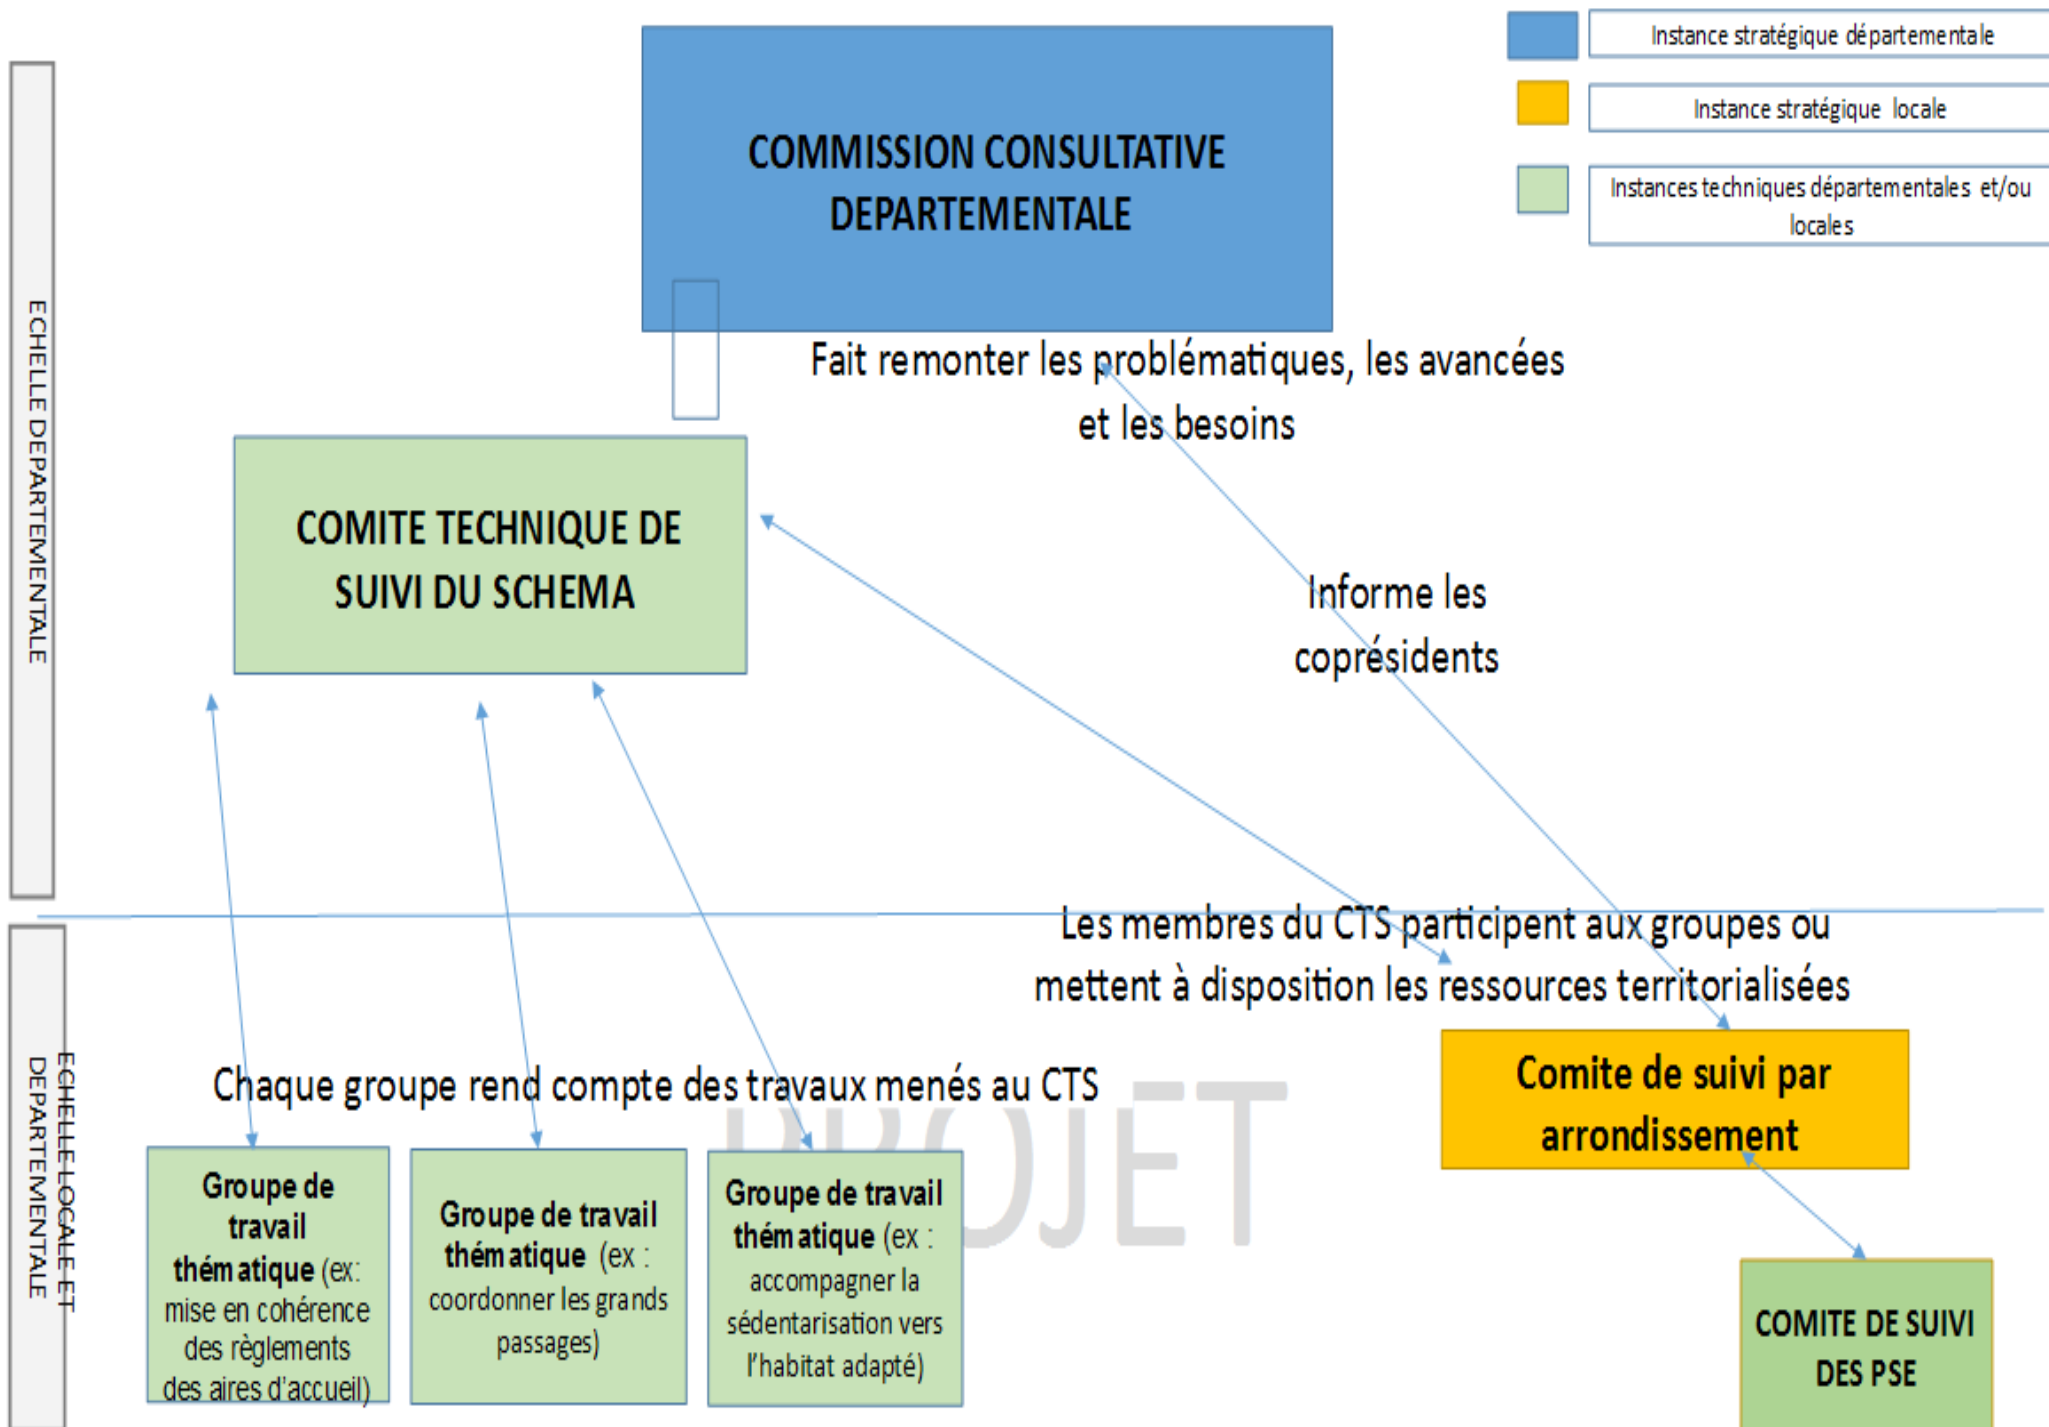 Instance stratégique départementale
Instance stratégique locale
Instances techniques départementales et/ou
locales
ECHELLE DEPARTEMENTALE
COMMISSION CONSULTATIVE
DEPARTEMENTALE
Fait remonter les problématiques, les avancées
et les besoins
COMITE TECHNIQUE DE
SUIVI DU SCHEMA
Informe les
coprésidents
Les membres du CTS participent aux groupes ou
mettent à disposition les ressources territorialisées
ECHELLE LOCALE ET
DEPARTEMENTALE
Chaque groupe rend compte des travaux menés au CTS
PROJET
Comite de suivi par
arrondissement
Groupe de
travail
thématique (ex:
mise en cohérence
des règlements
des aires d'accueil)
Groupe de travail
thématique (ex :
coordonner les grands
passages)
Groupe de travail
thématique (ex :
accompagner la
sédentarisation vers
l'habitat adapté)
COMITE DE SUIVI
DES PSE